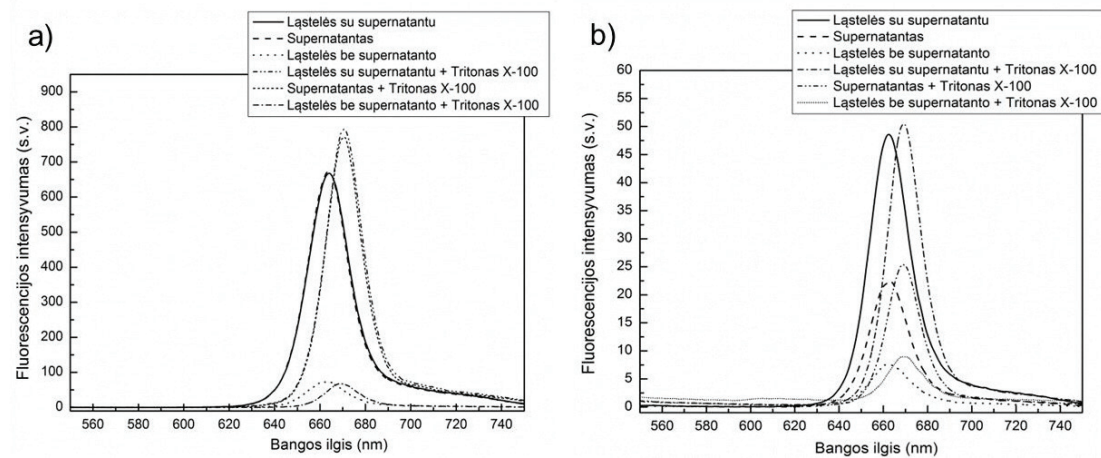 a)
Ląstelės su supernatantu
Supernatantas
Ląstelės be supernatanto
Ląstelės su supernatantu + Tritonas X-100
Supernatantas + Tritonas X-100
Ląstelės be supernatanto + Tritonas X-100
Fluorescencijos intensyvumas (s.v.)
900
800
700
600
500
400
300
200
100
0
560 580 600 620 640 660 680 700 720 740
Bangos ilgis (nm)
b)
Ląstelės su supernatantu
Supernatantas
Ląstelės be supernatanto
Ląstelės su supernatantu + Tritonas X-100
Supernatantas + Tritonas X-100
Ląstelės be supernatanto + Tritonas X-100
Fluorescencijos intensyvumas (s.v.)
60
55
50
45
40
35
30
25
20
15
10
5
0
560 580 600 620 640 660 680 700 720 740
Bangos ilgis (nm)